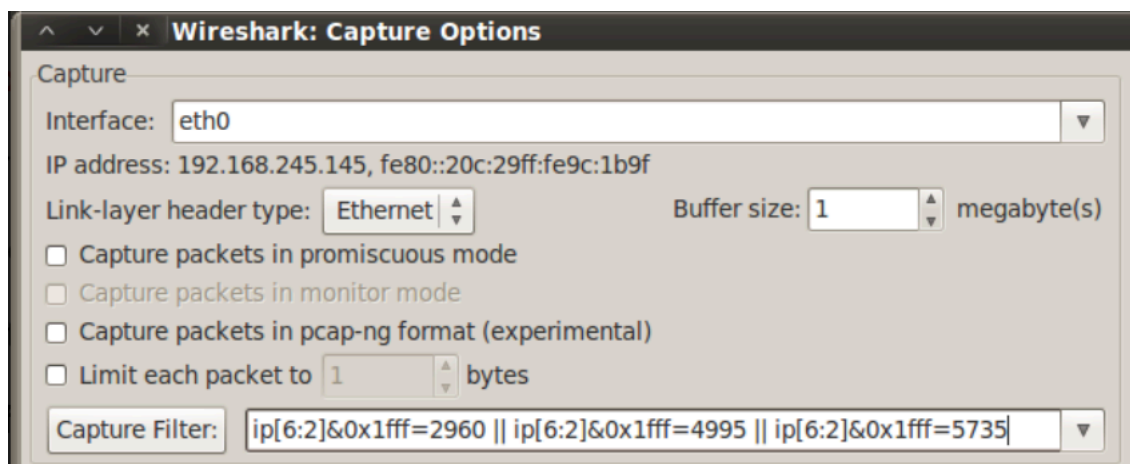 Wireshark: Capture Options
Capture
Interface: eth0
IP address: 192.168.245.145, fe80::20c:29ff:fe9c:1b9f
Link-layer header type: Ethernet Buffer size: 1 megabyte(s)
Capture packets in promiscuous mode
Capture packets in monitor mode
Capture packets in pcap-ng format (experimental)
Limit each packet to 1 bytes
Capture Filter: ip[6:2]&0x1fff=2960 || ip[6:2]&0x1fff=4995 || ip[6:2]&0x1fff=5735